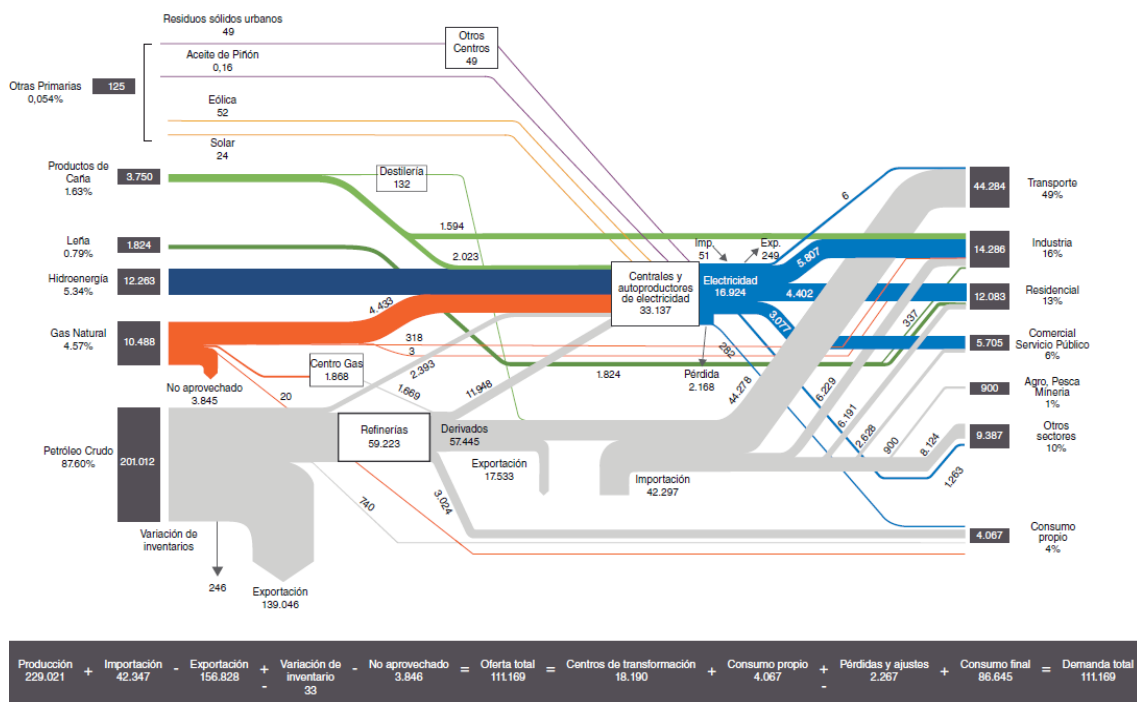 Residuos sólidos urbanos
49
Otros
Centros
49
Aceite de Piñón
0,16
Otras Primarias
0,054%
125
Eólica
52
Solar
24
Productos de
Caña
1.63%
3.750
Destilería
132
6
44.284
Transporte
49%
Leña
0.79%
1.824
1.594
2.023
Imp.
51
Exp.
249
5.807
14.286
Industria
16%
Hidroenergía
5.34%
12.263
Centrales y
autoproductores
de electricidad
33.137
Electricidad
16.924
4.402
12.083
Residencial
13%
4.433
Gas Natural
4.57%
10.488
318
3
3.077
337
5.705
Comercial
Servicio Público
6%
Centro Gas
1.868
2.393
282
1.824
Pérdida
2.168
No aprovechado
3.845
20
1.669
11.948
44.278
6.229
900
Agro, Pesca
Mineria
1%
Petróleo Crudo
87.60%
201.012
Refinerías
59.223
Derivados
57.445
6.191
2.628
900
8.124
9.387
Otros
sectores
10%
Exportación
17.533
Importación
42.297
1.263
740
3.024
Variación de
inventarios
246
Exportación
139.046
4.067
Consumo
propio
4%
Producción + Importación - Exportación + Variación de - No aprovechado = Oferta total = Centros de transformación + Consumo propio + Pérdidas y ajustes + Consumo final = Demanda total
229.021 42.347 156.828 - inventario 3.846 111.169 18.190 4.067 - 2.267 86.645 111.169
33